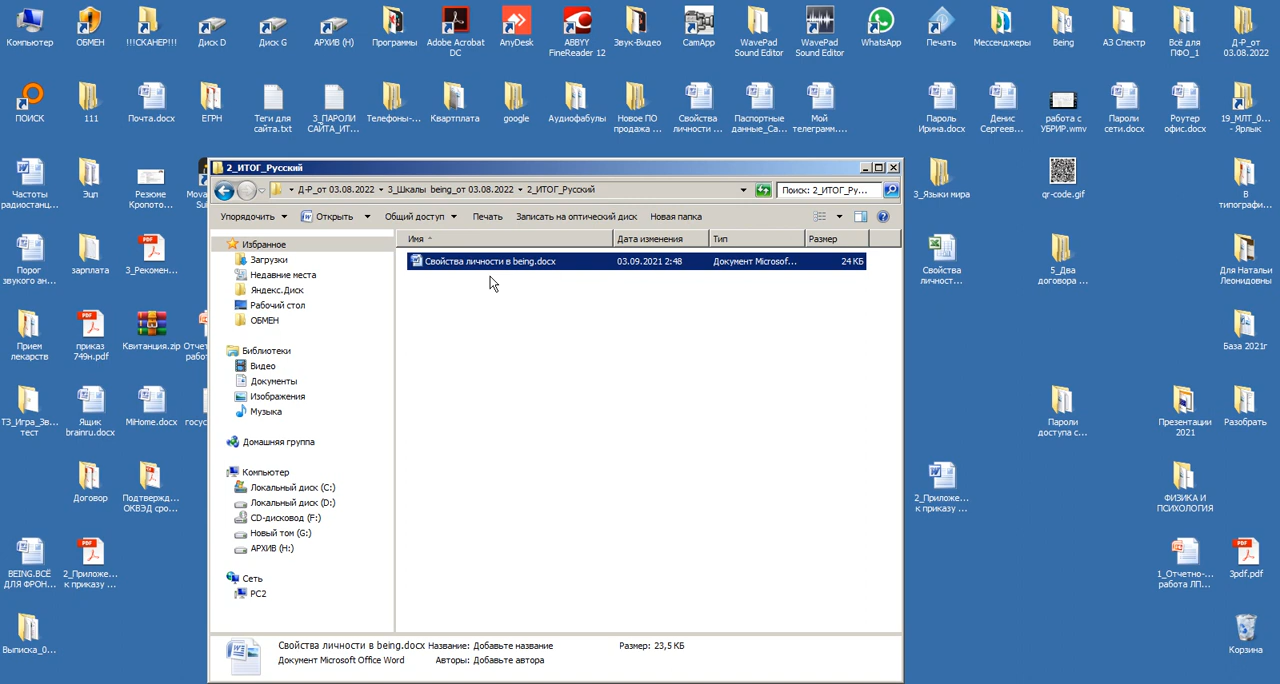 Компьютер
ОБМЕН
!!!СКАНЕР!!!
Диск D
Диск G
АРХИВ (H)
Программы
Adobe Acrobat
DC
AnyDesk
ABBYY
FineReader 12
Звук-Видео
CamApp
WavePad
Sound Editor
WavePad
Sound Editor
WhatsApp
Печать
Мессенджеры
Being
АЗ Спектр
Всё для
ПФО_1
Д-Р_от
03.08.2022
ПОИСК
111
Почта.docx
ЕГРН
Теги для
сайта.txt
3_ПАРОЛИ
САЙТА_ИТ...
Телефоны-...
Квартплата
google
Аудиофабулы
Новое ПО
продажа ...
Свойства
личности ...
Паспортные
данные_Са...
Мой
телеграмм....
Пароль
Ирина.docx
Денис
Сергеев...
работа с
УБРИР.wmv
Пароли
сети.docx
Роутер
офис.docx
19_МЛТ_0...
- Ярлык
Частоты
радиостанц...
Эцп
Резюме
Кропото...
Mova
Su
3_Языки мира
qr-code.gif
В
типографи...
Порог
звукого ан...
зарплата
3_Рекомен...
Свойства
личност...
5_Два
договора ...
Для Натальи
Леонидовны
Прием
лекарств
приказ
749н.pdf
Квитанция.zip
Отчет
рабо
База 2021г
ТЗ_Игра_Зв...
тест
Ящик
brainru.docx
MiHome.docx
госус
Пароли
доступа с...
Презентации
2021
Разобрать
Договор
Подтвержд...
ОКВЭД сро...
2_Приложе...
к приказу ...
ФИЗИКА И
ПСИХОЛОГИЯ
BEING.ВСЁ
ДЛЯ ФРОН...
2_Приложе...
к приказу ...
1_Отчетно-...
работа ЛП...
3pdf.pdf
Выписка_0...
Корзина
2_ИТОГ_Русский
Д-Р_от 03.08.2022
3_Шкалы being_от 03.08.2022
2_ИТОГ_Русский
Поиск: 2_ИТОГ_Ру...
Упорядочить
Открыть
Общий доступ
Печать
Записать на оптический диск
Новая папка
Имя
Дата изменения
Тип
Размер
Свойства личности в being.docx
03.09.2021 2:48
Документ Microsof...
24 КБ
Избранное
Загрузки
Недавние места
Яндекс.Диск
Рабочий стол
ОБМЕН
Библиотеки
Видео
Документы
Изображения
Музыка
Домашняя группа
Компьютер
Локальный диск (C:)
Локальный диск (D:)
CD-дисковод (F:)
Новый том (G:)
АРХИВ (H:)
Сеть
PC2
Свойства личности в being.docx Название: Добавьте название
Размер: 23,5 КБ
Документ Microsoft Office Word
Авторы: Добавьте автора